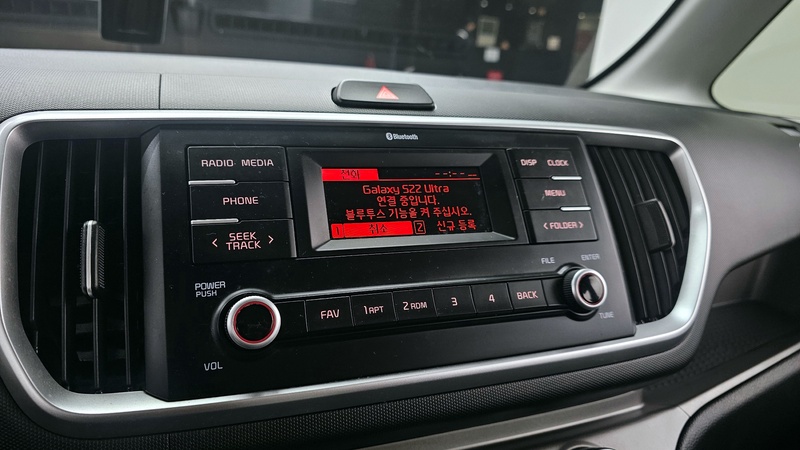 Bluetooth
RADIO MEDIA
PHONE
SEEK
TRACK
전화
Galaxy S22 Ultra
연결 중입니다.
블루투스 기능을 켜 주십시오.
1 취소 2 신규 등록
DISP CLOCK
MENU
FOLDER
POWER
PUSH
VOL
FAV
1 RPT
2 RDM
3
4
BACK
FILE
ENTER
TUNE